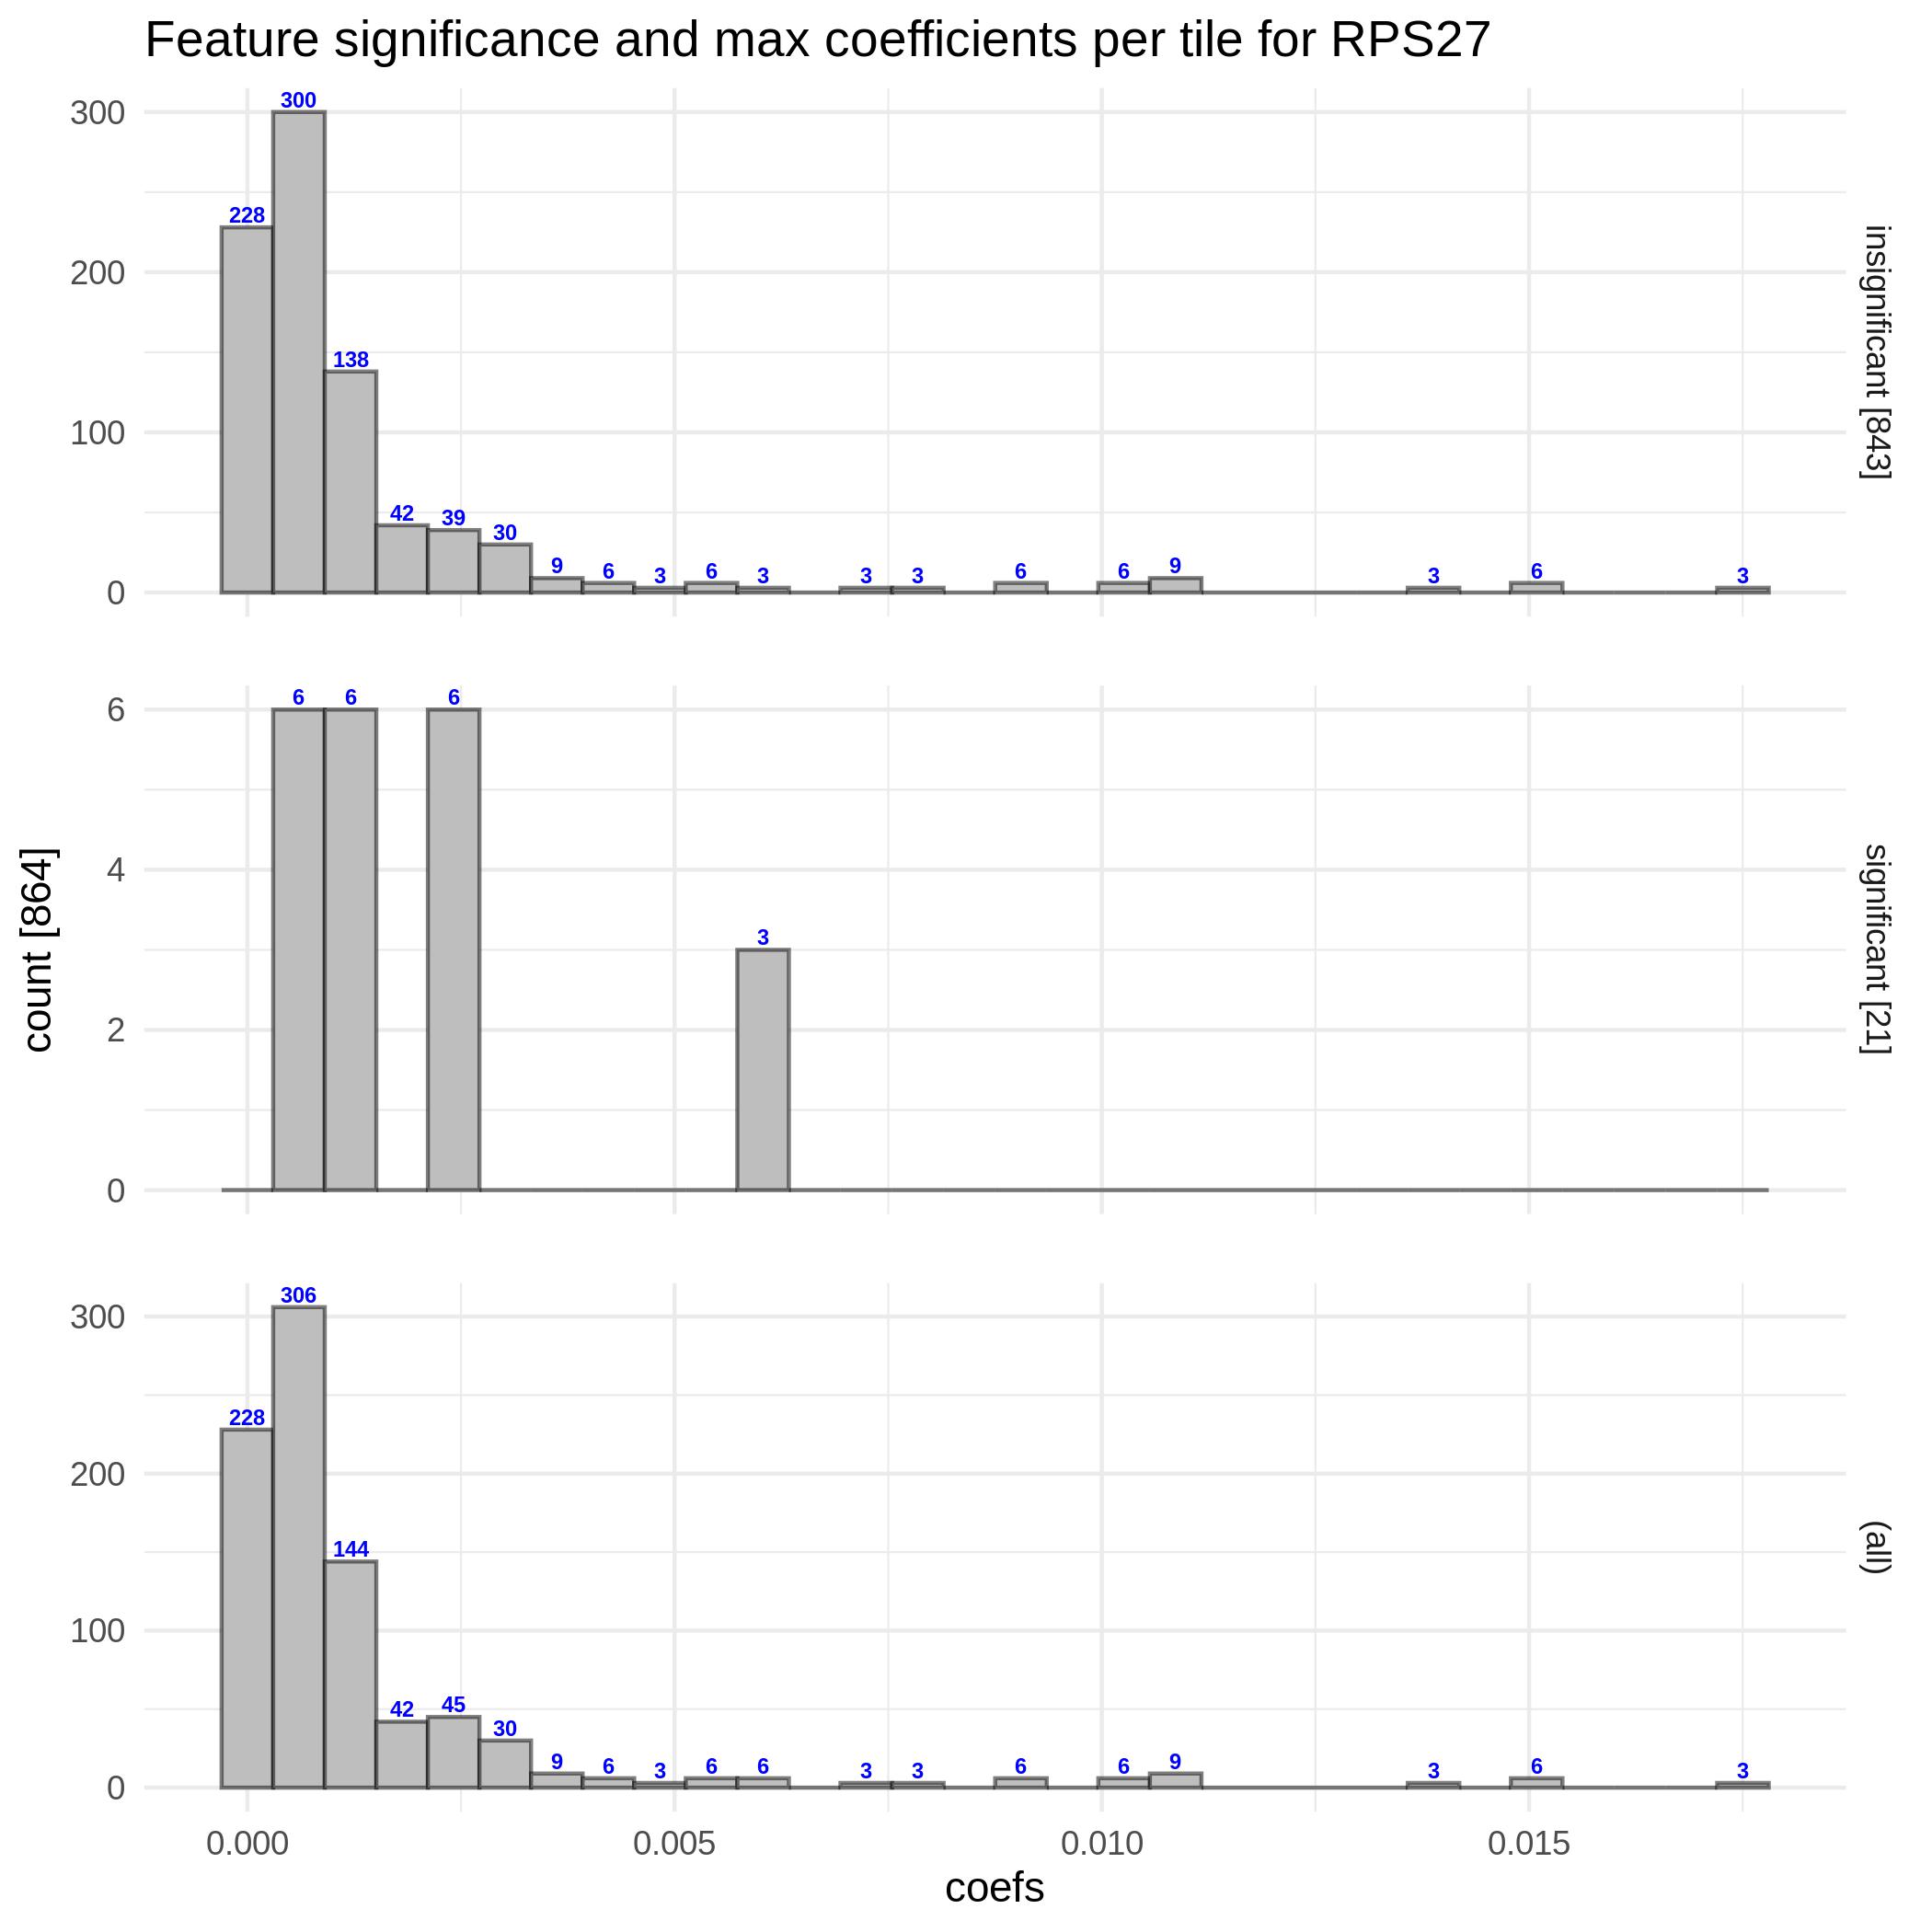 Feature significance and max coefficients per tile for RPS27
300
228
138
42 39 30 9 6 3 6 3 3 3 6 6 9 3 6 3
300
200
100
0
insignificant [843]
6 6 6
3
6
4
2
0
significant [21]
count [864]
306
228
144
42 45 30 9 6 3 6 6 3 3 6 6 9 3 6 3
300
200
100
0
(all)
0.000 0.005 0.010 0.015
coefs